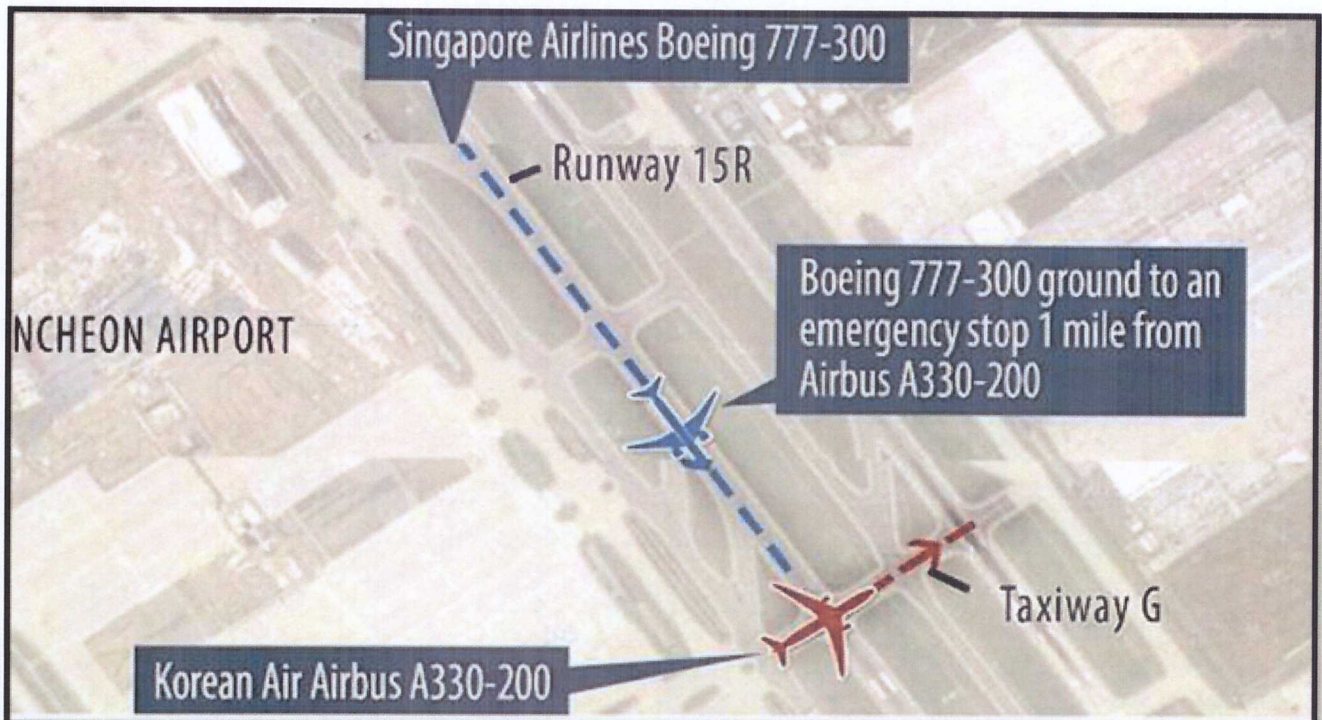 Singapore Airlines Boeing 777-300
Runway 15R
Boeing 777-300 ground to an
emergency stop 1 mile from
Airbus A330-200
NCHEON AIRPORT
Taxiway G
Korean Air Airbus A330-200